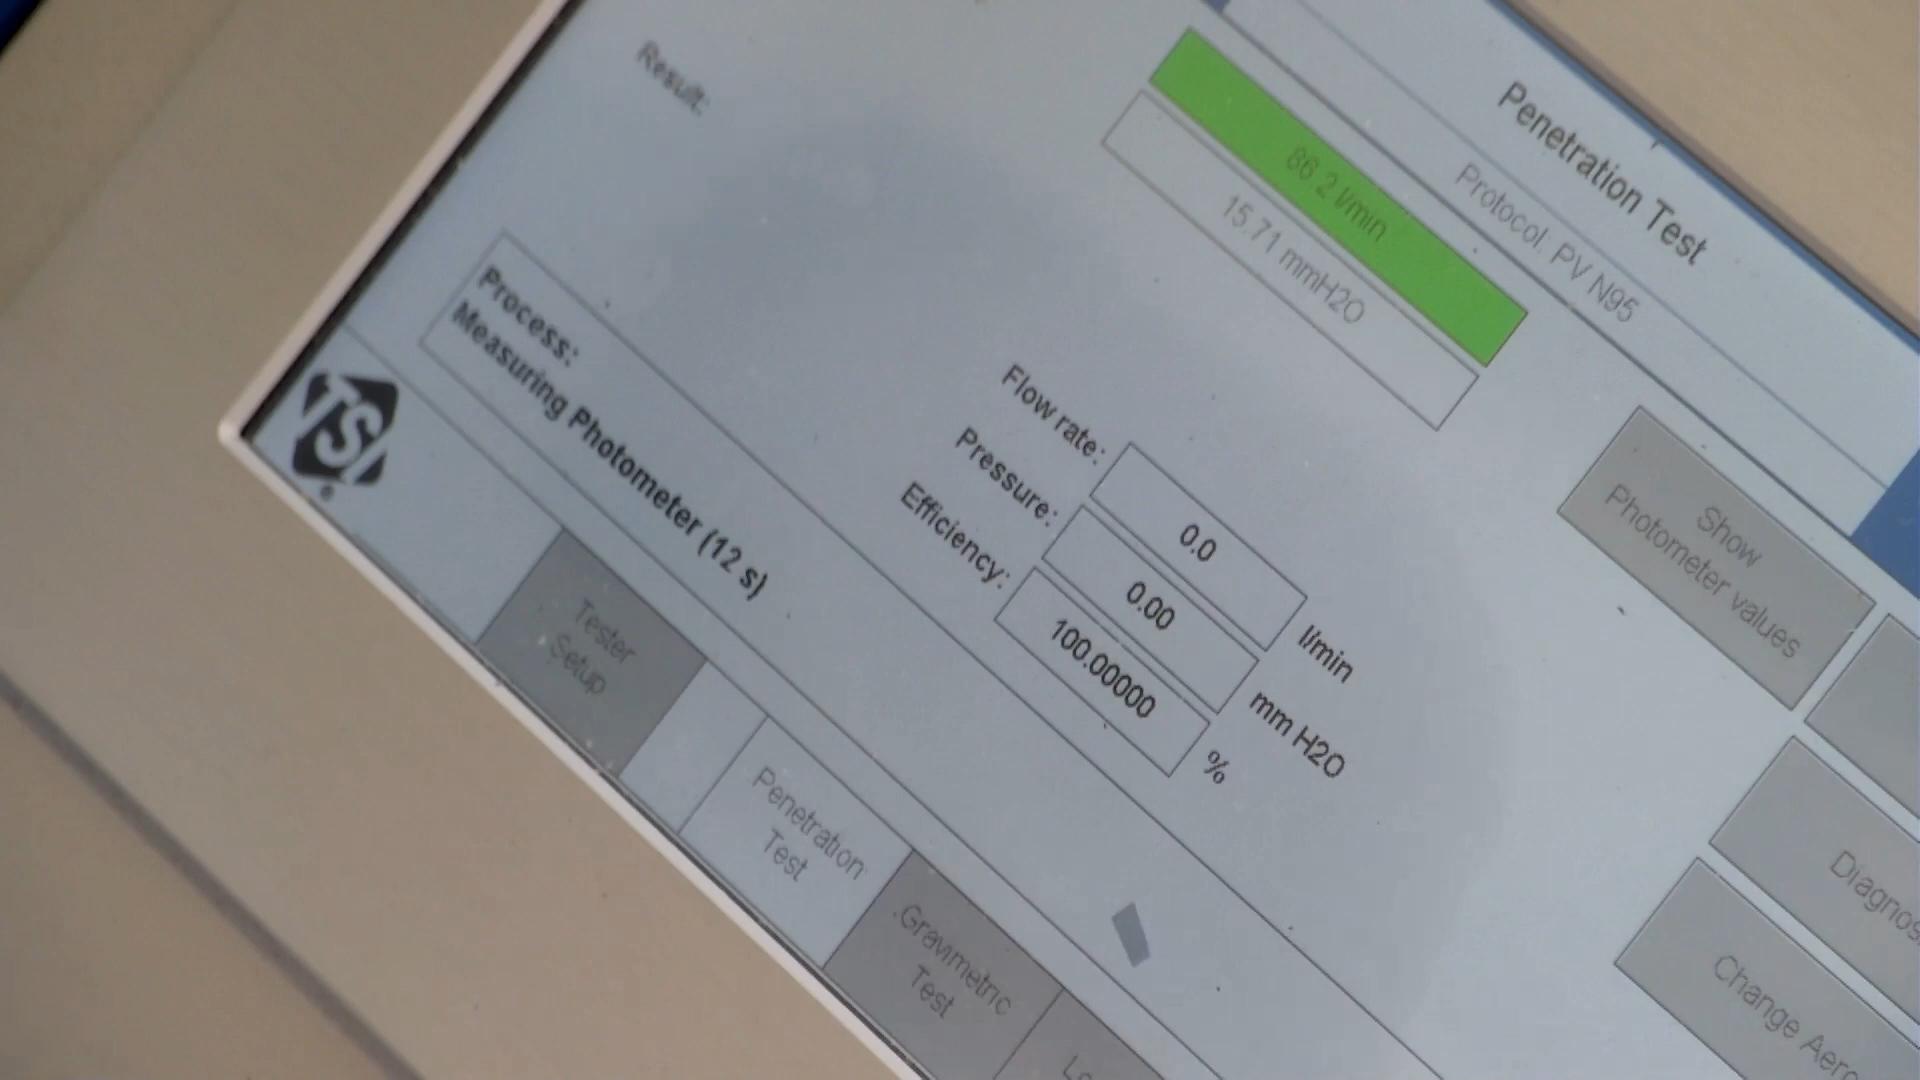 Penetration Test
Protocol: PV N95
86.2 l/min
15.71 mmH2O
Result:
Show
Photometer values
Flow rate: 0.0 l/min
Pressure: 0.00 mm H2O
Efficiency: 100.00000 %
Process:
Measuring Photometer (12 s)
Change
TSI
Tester
Setup
Penetration
Test
Gravimetric
Test